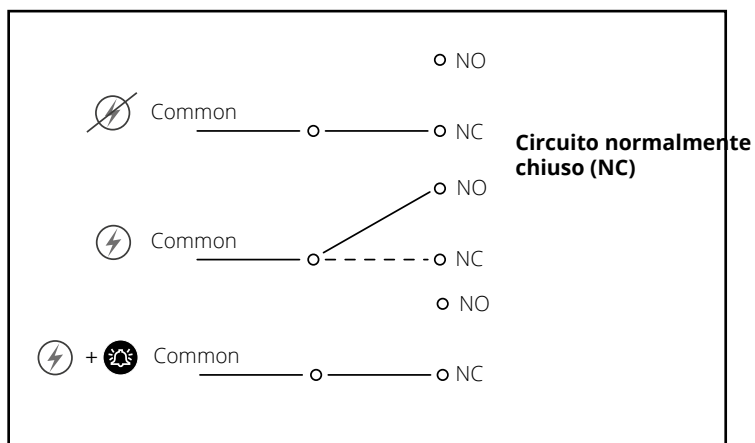 NO
Common
NC
Circuito normalmente
chiuso (NC)
NO
Common
NC
NO
+ Common
NC